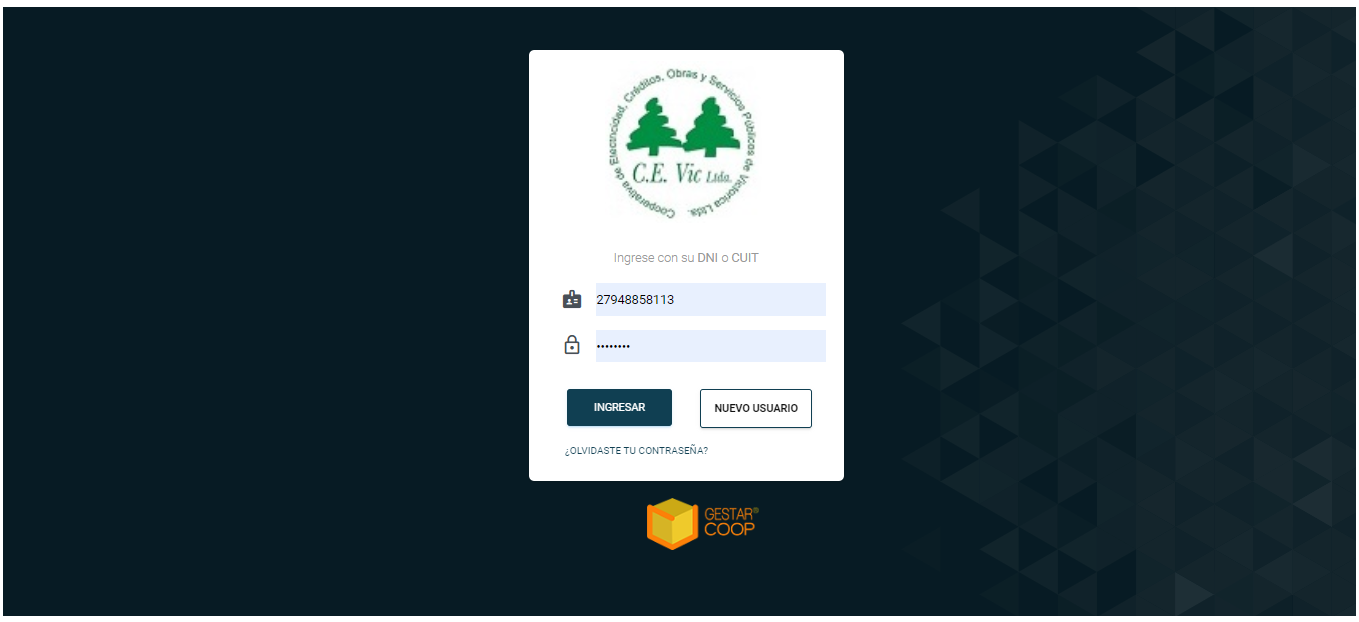 Cooperativa de Electricidad, Créditos, Obras y Servicios Públicos de Victorica Ltda.
C.E. Vic Ltda.
Ingrese con su DNI o CUIT
27948858113
••••••••
INGRESAR
NUEVO USUARIO
¿OLVIDASTE TU CONTRASEÑA?
GESTAR®
COOP